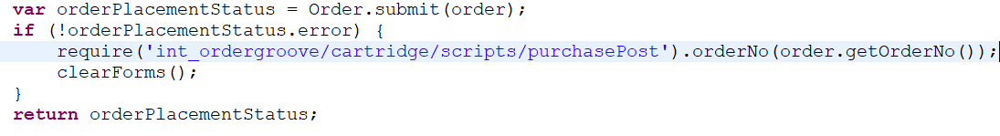 var orderPlacementStatus = Order.submit(order);
if (!orderPlacementStatus.error) {
    require('int_ordergroove/cartridge/scripts/purchasePost').orderNo(order.getOrderNo());
    clearForms();
}
return orderPlacementStatus;